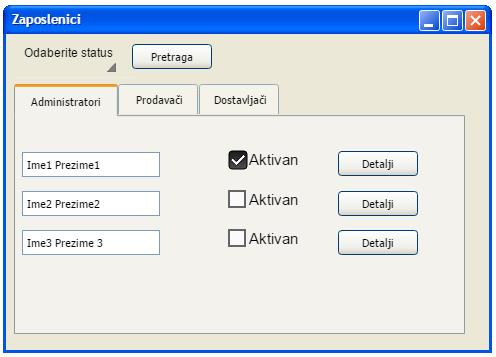 Zaposlenici
Odaberite status Pretraga
Administratori Prodavači Dostavljači
Ime1 Prezime1 Aktivan Detalji
Ime2 Prezime2 Aktivan Detalji
Ime3 Prezime 3 Aktivan Detalji